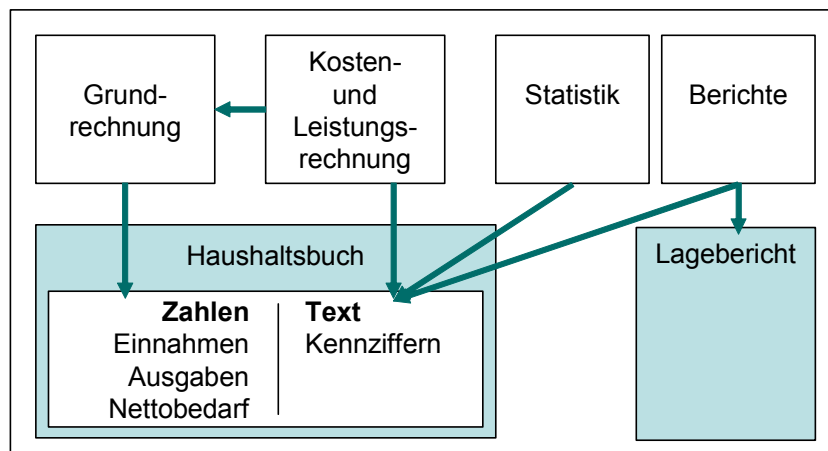 Grund-
rechnung
Kosten-
und
Leistungs-
rechnung
Statistik
Berichte
Haushaltsbuch
Zahlen
Einnahmen
Ausgaben
Nettobedarf
Text
Kennziffern
Lagebericht